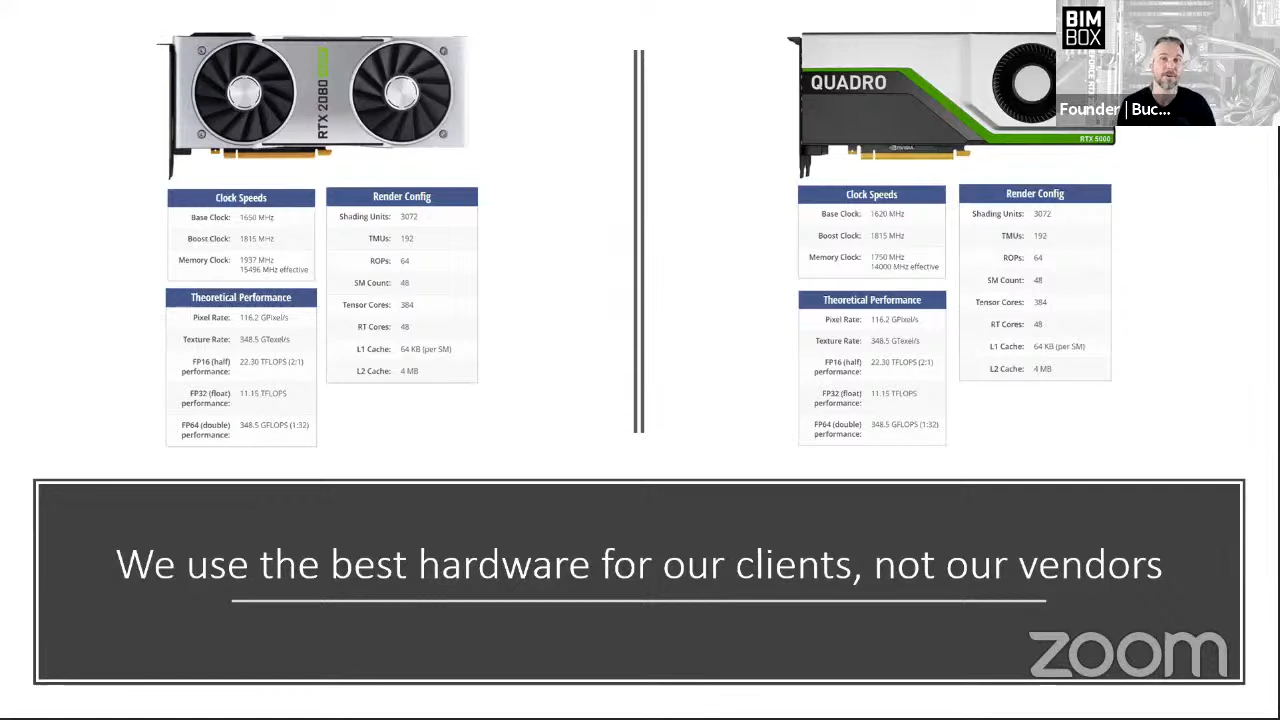 RTX 2080 SUPER
Clock Speeds
Base Clock: 1650 MHz
Boost Clock: 1815 MHz
Memory Clock: 1937 MHz
15496 MHz effective
Theoretical Performance
Pixel Rate: 116.2 GPixel/s
Texture Rate: 348.5 GTexel/s
FP16 (half) 22.30 TFLOPS (2:1)
performance:
FP32 (float) 11.15 TFLOPS
performance:
FP64 (double) 348.5 GFLOPS (1:32)
performance:
Render Config
Shading Units: 3072
TMUs: 192
ROPs: 64
SM Count: 48
Tensor Cores: 384
RT Cores: 48
L1 Cache: 64 KB (per SM)
L2 Cache: 4 MB
QUADRO
NVIDIA
RTX 5000
Clock Speeds
Base Clock: 1620 MHz
Boost Clock: 1815 MHz
Memory Clock: 1750 MHz
14000 MHz effective
Theoretical Performance
Pixel Rate: 116.2 GPixel/s
Texture Rate: 348.5 GTexel/s
FP16 (half) 22.30 TFLOPS (2:1)
performance:
FP32 (float) 11.15 TFLOPS
performance:
FP64 (double) 348.5 GFLOPS (1:32)
performance:
Render Config
Shading Units: 3072
TMUs: 192
ROPs: 64
SM Count: 48
Tensor Cores: 384
RT Cores: 48
L1 Cache: 64 KB (per SM)
L2 Cache: 4 MB
BIM
BOX
Founder | Buc...
We use the best hardware for our clients, not our vendors
zoom